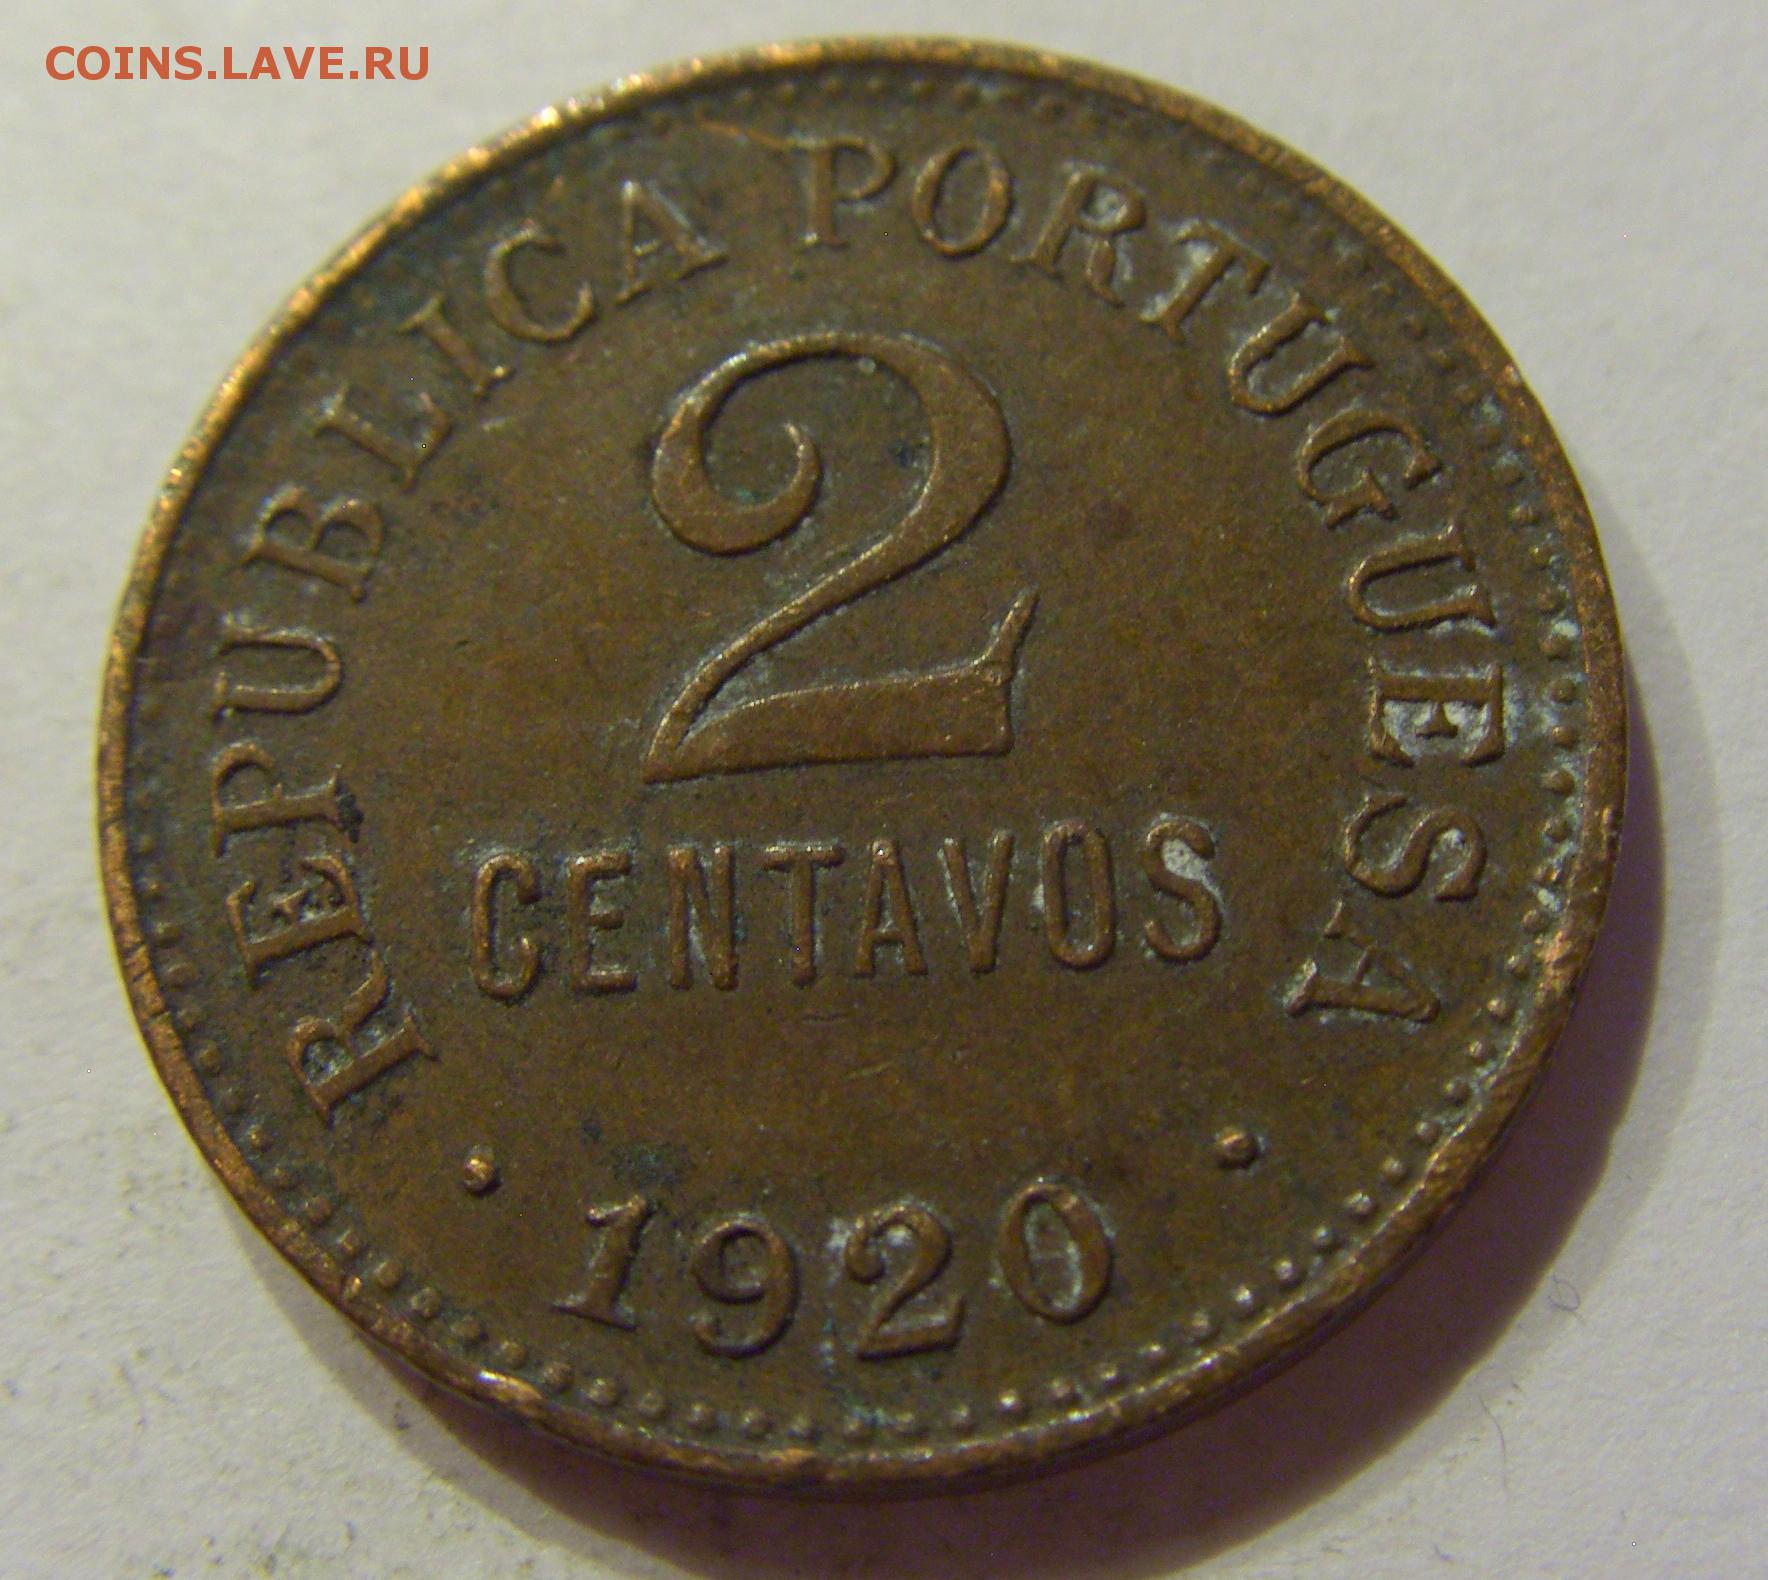 COINS.LAVE.RU
REPUBLICA PORTUGUESA
2
CENTAVOS
• 1920 •